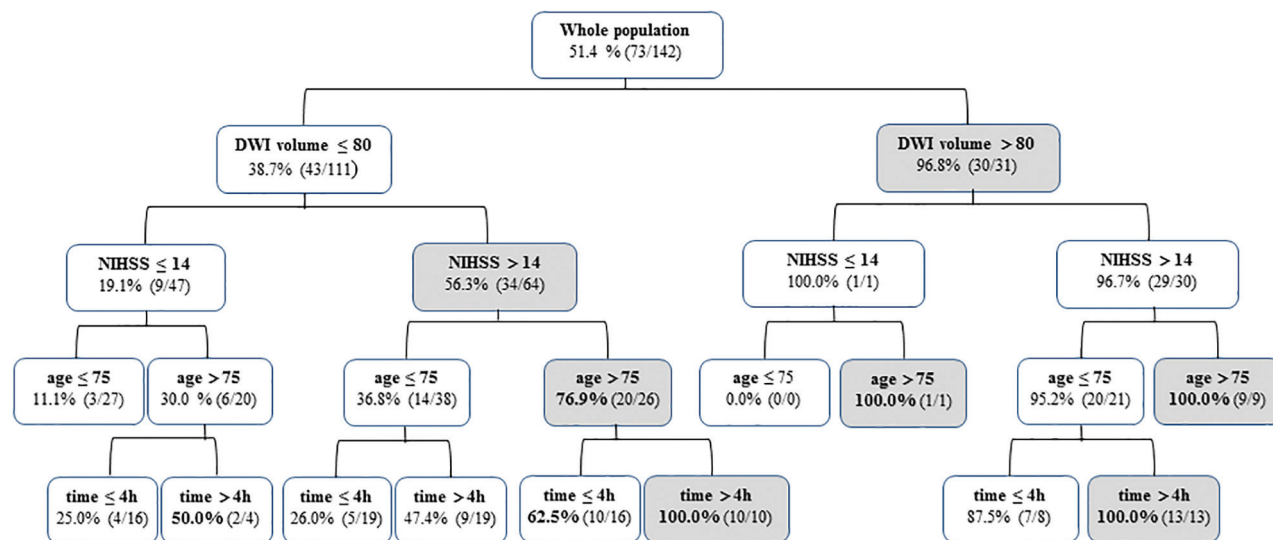 Whole population
51.4 % (73/142)
DWI volume ≤ 80
38.7% (43/111)
DWI volume > 80
96.8% (30/31)
NIHSS ≤ 14
19.1% (9/47)
NIHSS > 14
56.3% (34/64)
NIHSS ≤ 14
100.0% (1/1)
NIHSS > 14
96.7% (29/30)
age ≤ 75
11.1% (3/27)
age > 75
30.0 % (6/20)
age ≤ 75
36.8% (14/38)
age > 75
76.9% (20/26)
age ≤ 75
0.0% (0/0)
age > 75
100.0% (1/1)
age ≤ 75
95.2% (20/21)
age > 75
100.0% (9/9)
time ≤ 4h
25.0% (4/16)
time > 4h
50.0% (2/4)
time ≤ 4h
26.0% (5/19)
time > 4h
47.4% (9/19)
time ≤ 4h
62.5% (10/16)
time > 4h
100.0% (10/10)
time ≤ 4h
87.5% (7/8)
time > 4h
100.0% (13/13)